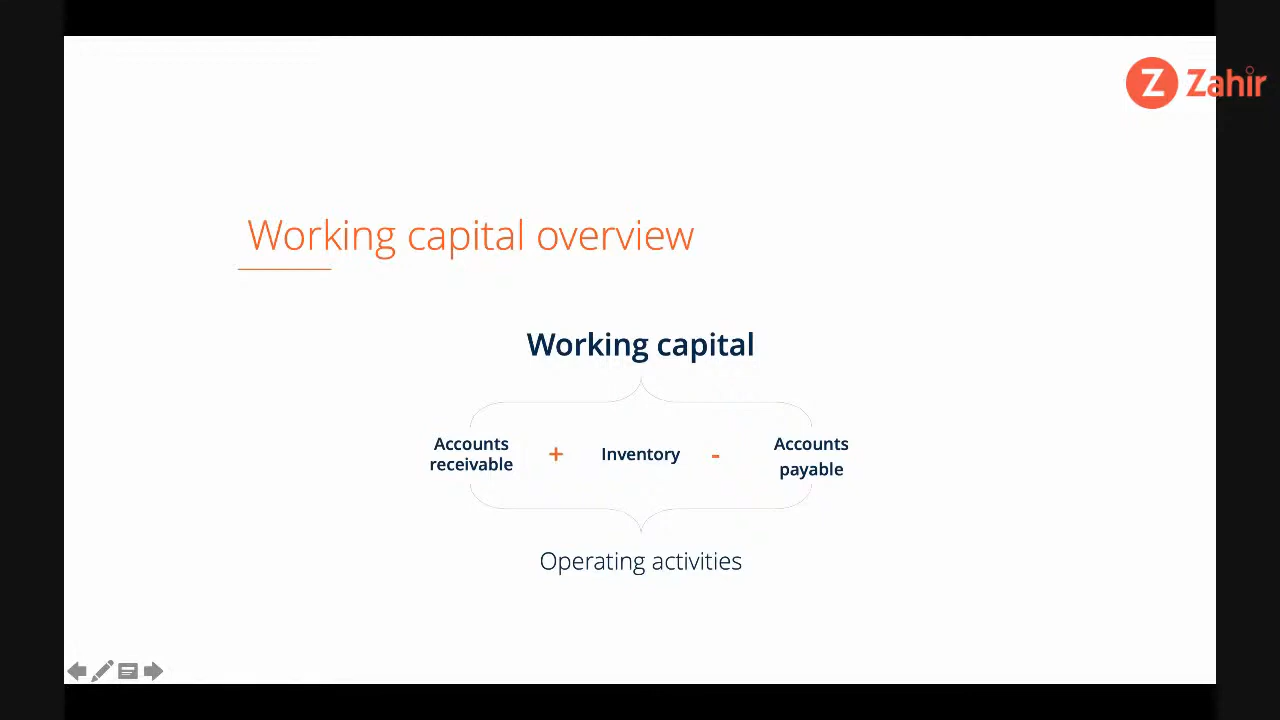 Z Zahir
Working capital overview
Working capital
Accounts receivable + Inventory - Accounts payable
Operating activities